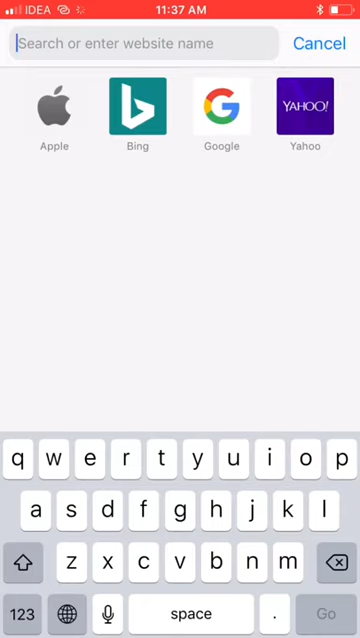 IDEA 11:37 AM
Search or enter website name Cancel
YAHOO!
Apple Bing Google Yahoo
q w e r t y u i o p
a s d f g h j k l
z x c v b n m
123 space . Go